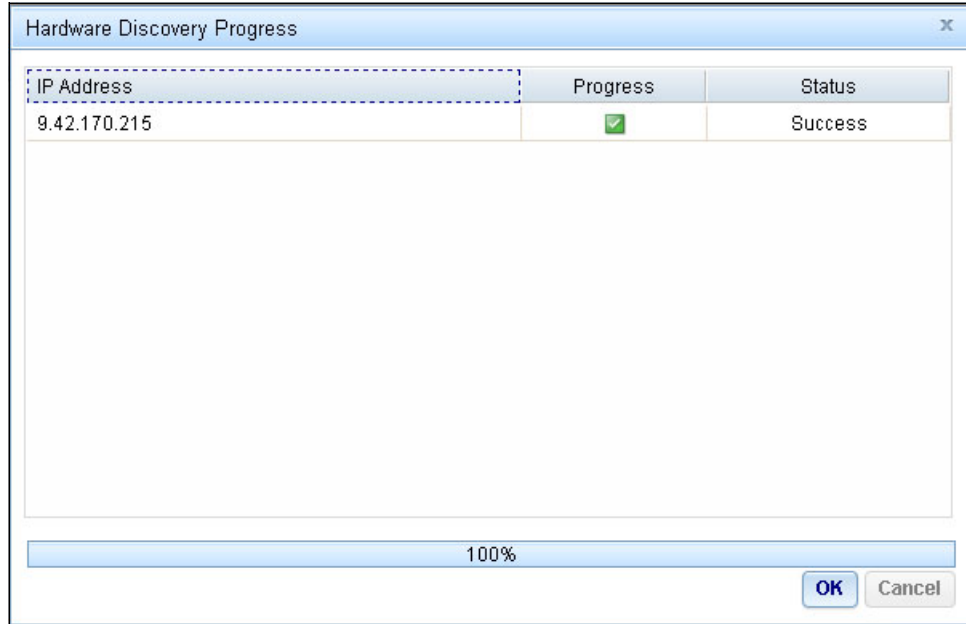 Hardware Discovery Progress x
IP Address Progress Status
9.42.170.215 Success
100%
OK Cancel